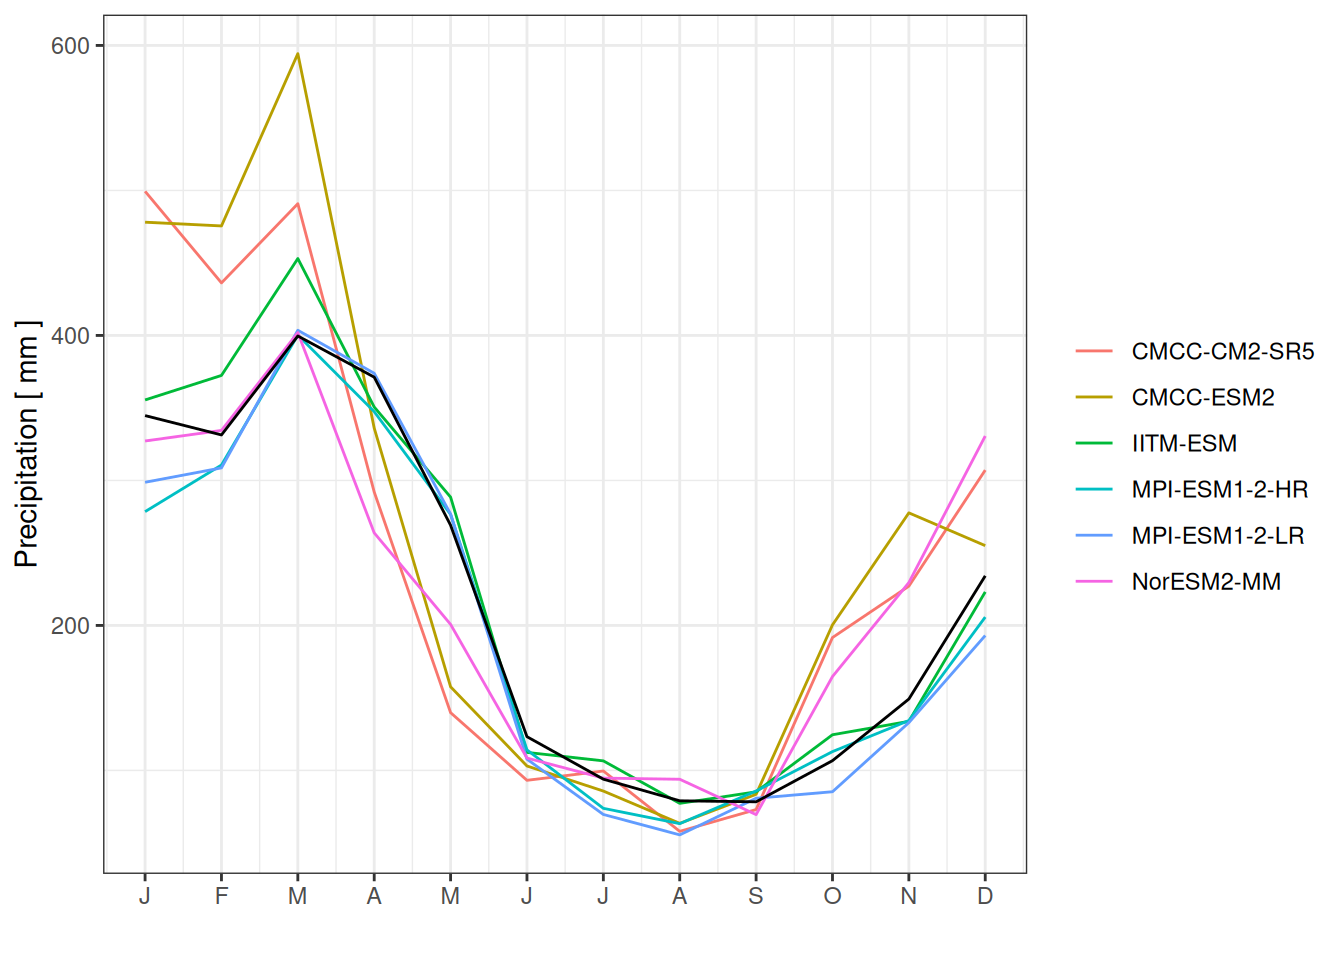 600
400
200
Precipitation [ mm ]
J F M A M J J A S O N D
CMCC-CM2-SR5
CMCC-ESM2
IITM-ESM
MPI-ESM1-2-HR
MPI-ESM1-2-LR
NorESM2-MM